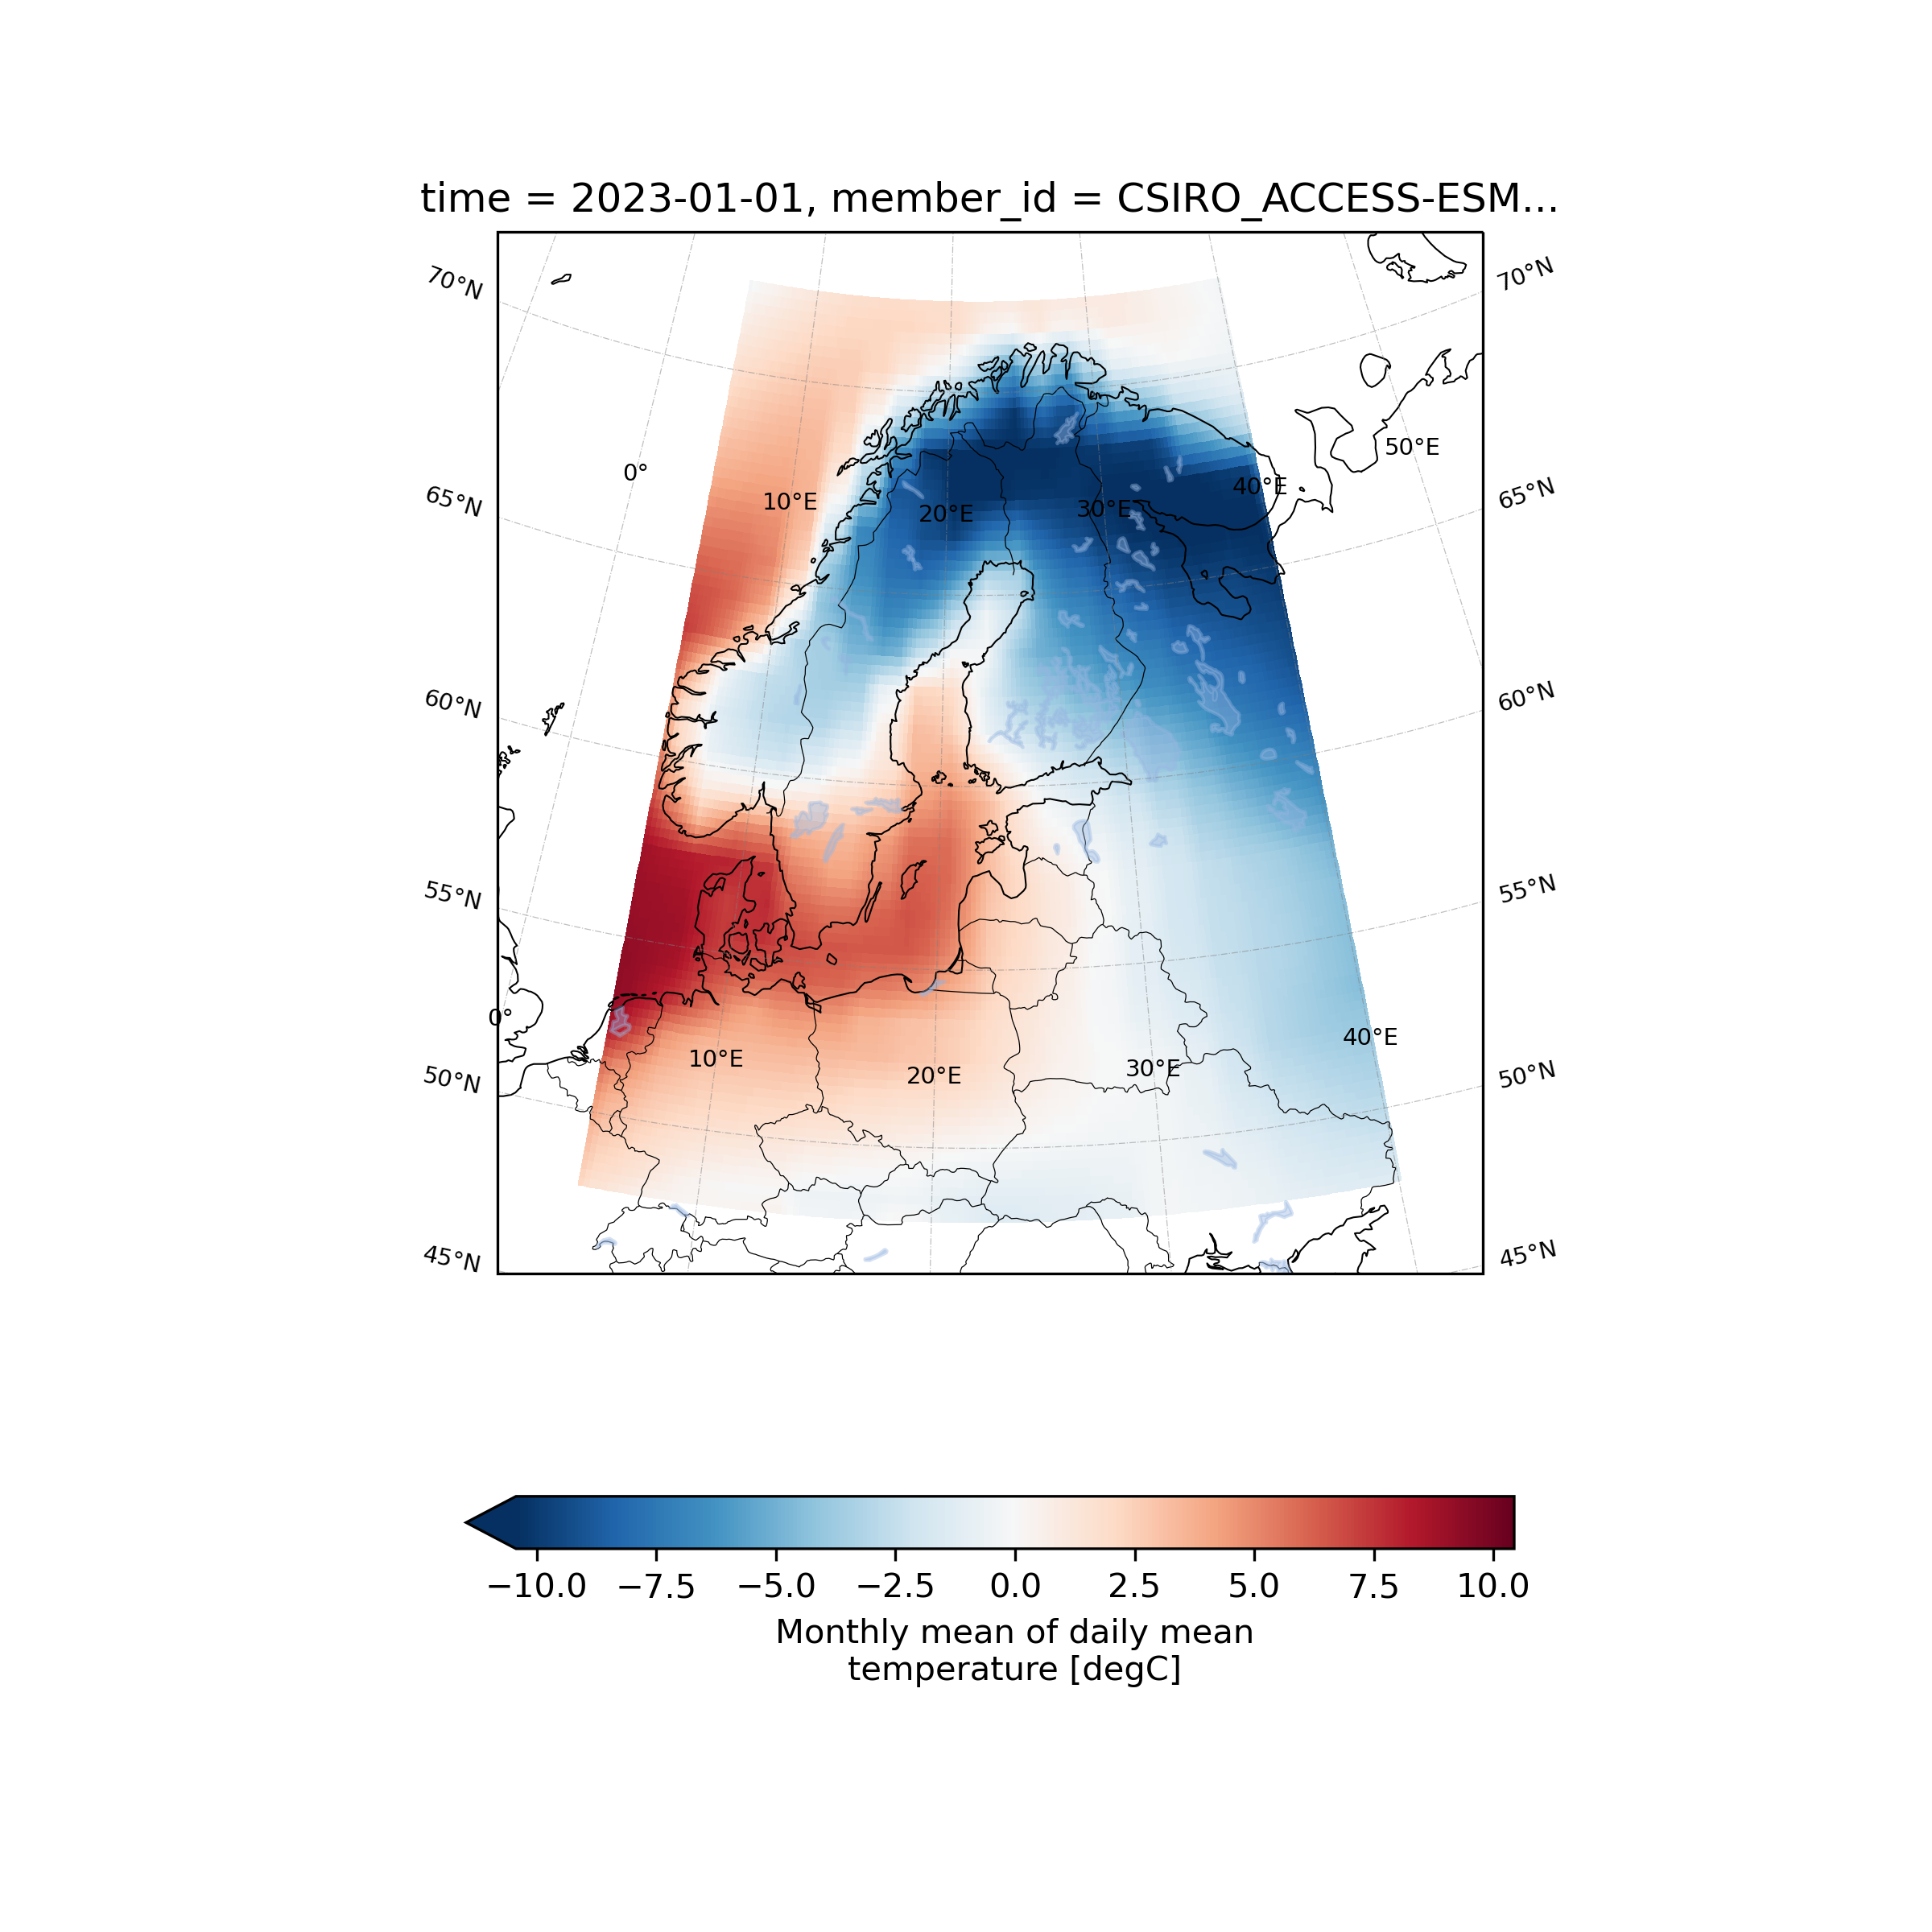 time = 2023-01-01, member_id = CSIRO_ACCESS-ESM...
70°N
70°N
50°E
0°
40°E
65°N
65°N
10°E
20°E
30°E
60°N
60°N
55°N
55°N
0°
40°E
10°E
20°E
30°E
50°N
50°N
45°N
45°N
−10.0 −7.5 −5.0 −2.5 0.0 2.5 5.0 7.5 10.0
Monthly mean of daily mean
temperature [degC]